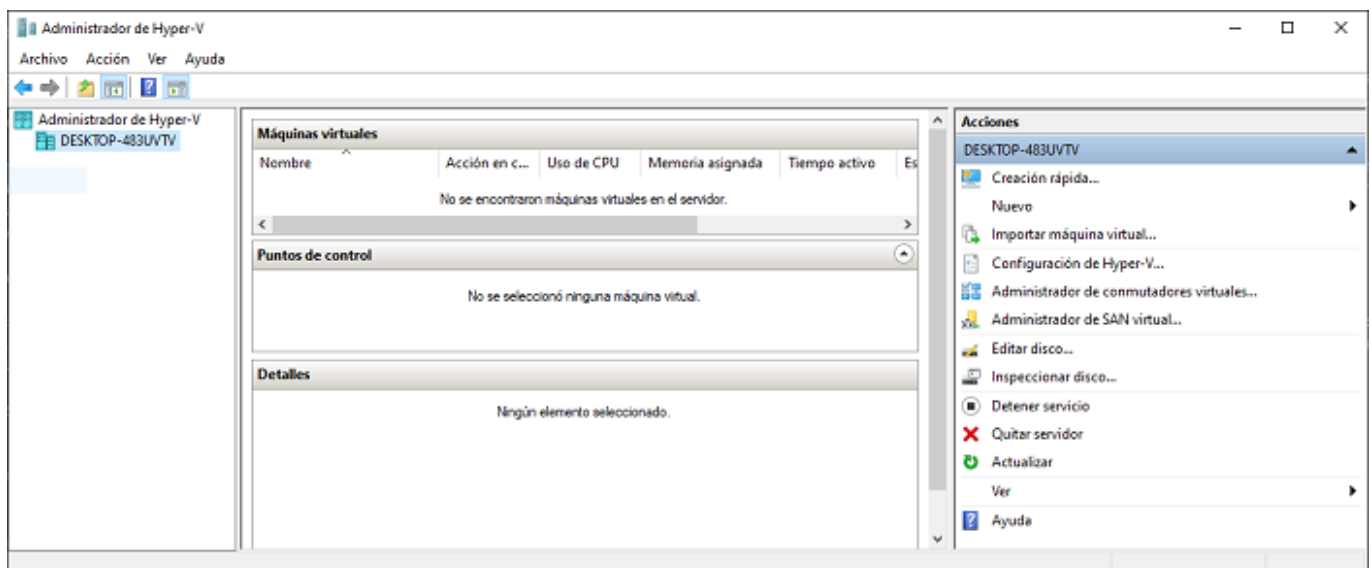 Administrador de Hyper-V
Archivo Acción Ver Ayuda
Administrador de Hyper-V
DESKTOP-483UVTV
Máquinas virtuales
Nombre Acción en c... Uso de CPU Memoria asignada Tiempo activo Es
No se encontraron máquinas virtuales en el servidor.
Puntos de control
No se seleccionó ninguna máquina virtual.
Detalles
Ningún elemento seleccionado.
Acciones
DESKTOP-483UVTV
Creación rápida...
Nuevo
Importar máquina virtual...
Configuración de Hyper-V...
Administrador de conmutadores virtuales...
Administrador de SAN virtual...
Editar disco...
Inspeccionar disco...
Detener servicio
Quitar servidor
Actualizar
Ver
Ayuda